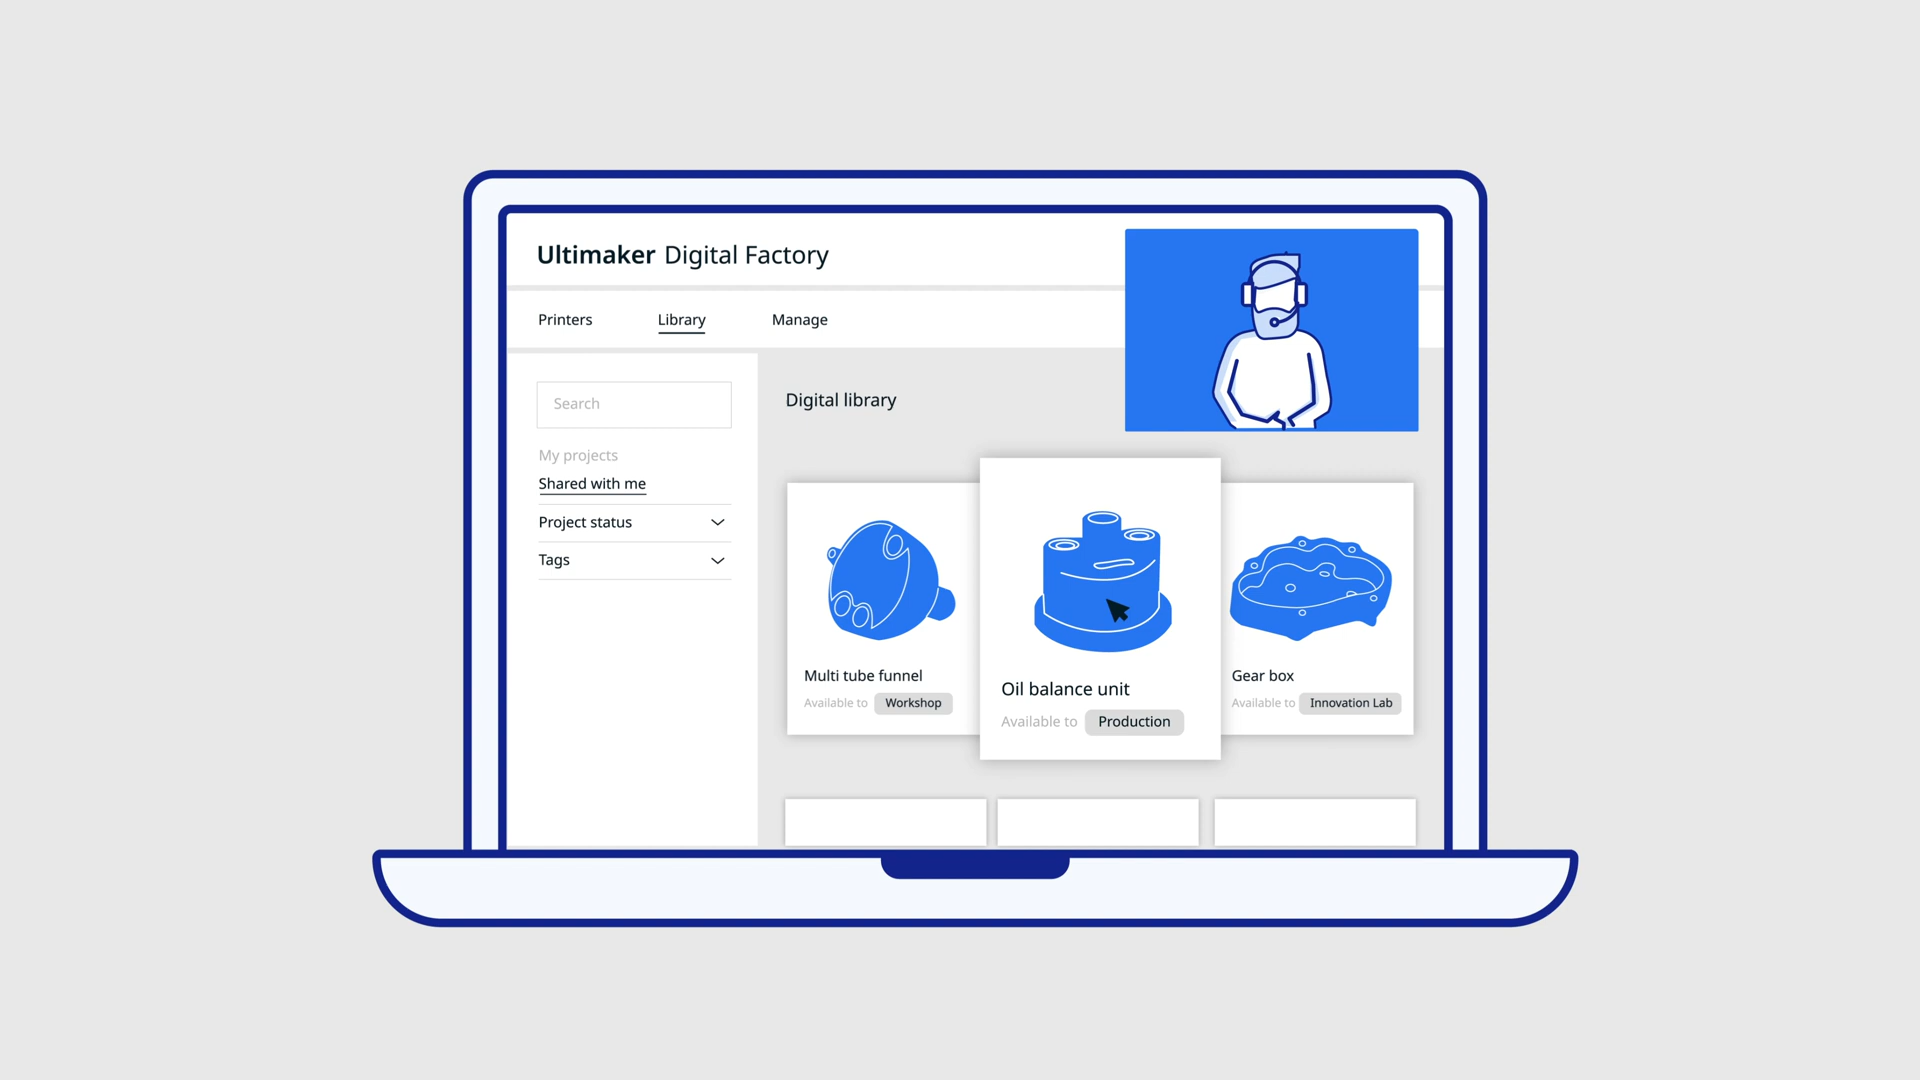 Ultimaker Digital Factory
Printers Library Manage
Search
My projects
Shared with me
Project status
Tags
Digital library
Multi tube funnel
Available to Workshop
Oil balance unit
Available to Production
Gear box
Available to Innovation Lab